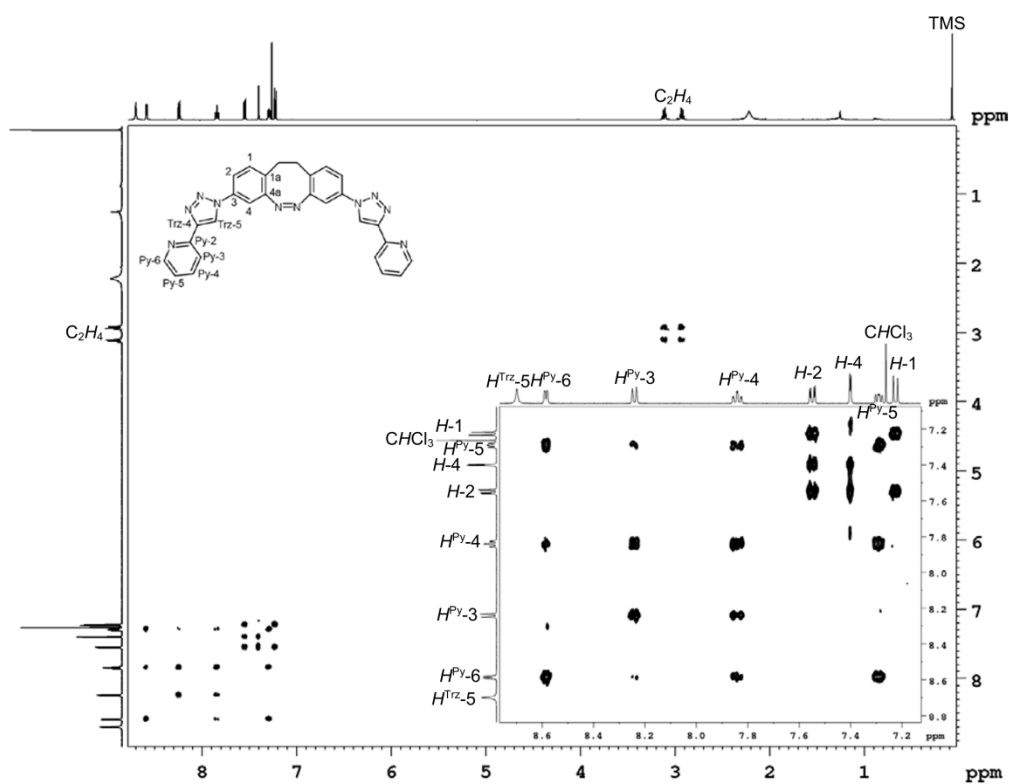 TMS
C2H4
ppm
1
2
1a
4a
3
4
N
N
N
N=N
N
N
N
Trz-4
Trz-5
Py-2
N
Py-6
Py-3
Py-5
Py-4
N
1
2
C2H4
3
CHCl3
HTrz-5 HPy-6 HPy-3 HPy-4 H-2 H-4 H-1
HPy-5
ppm
4
H-1
CHCl3
HPy-5
H-4
H-2
HPy-4
HPy-3
HPy-6
HTrz-5
7.2
7.4
7.6
7.8
8.0
8.2
8.4
8.6
8.8
ppm
8.6 8.4 8.2 8.0 7.8 7.6 7.4 7.2
5
6
7
8
8 7 6 5 4 3 2 1 ppm